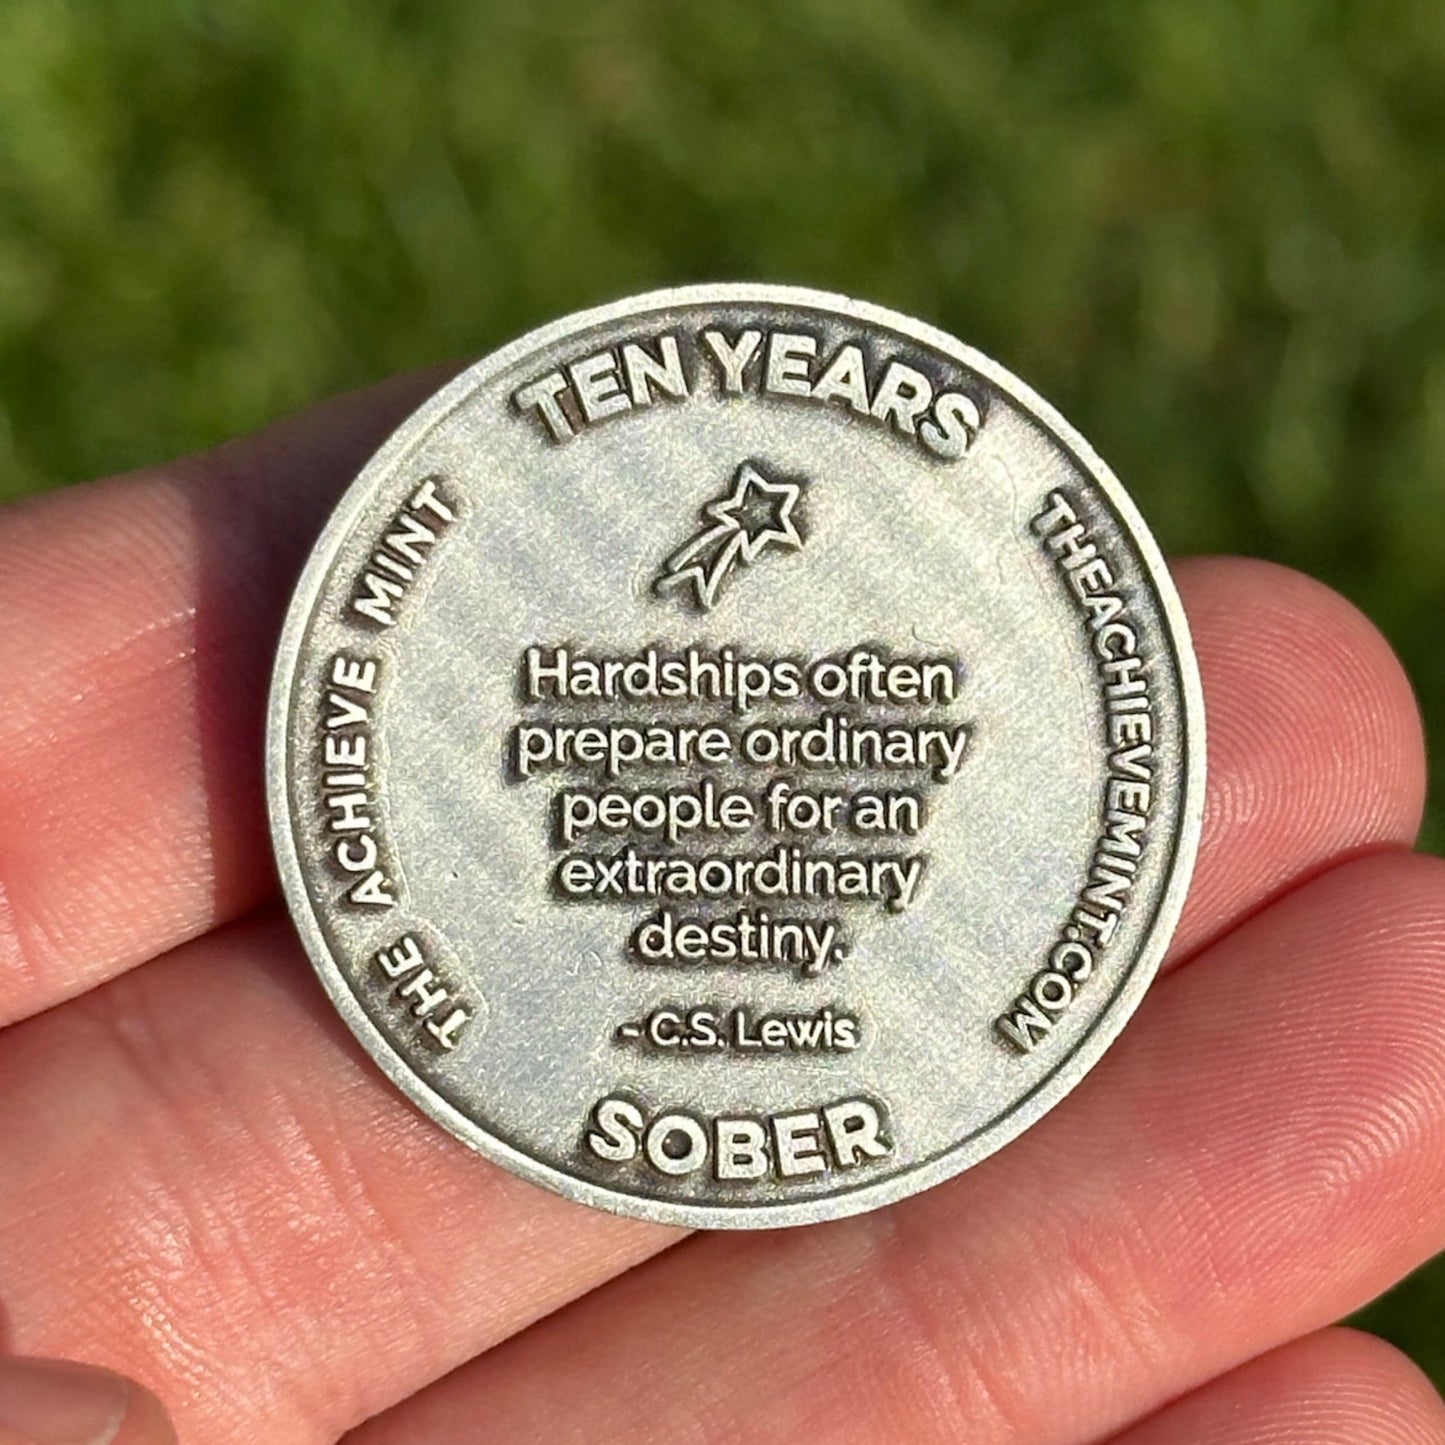 TEN YEARS
THE ACHIEVE MINT
THEACHIEVEMINT.COM
Hardships often
prepare ordinary
people for an
extraordinary
destiny.
- C.S. Lewis
SOBER